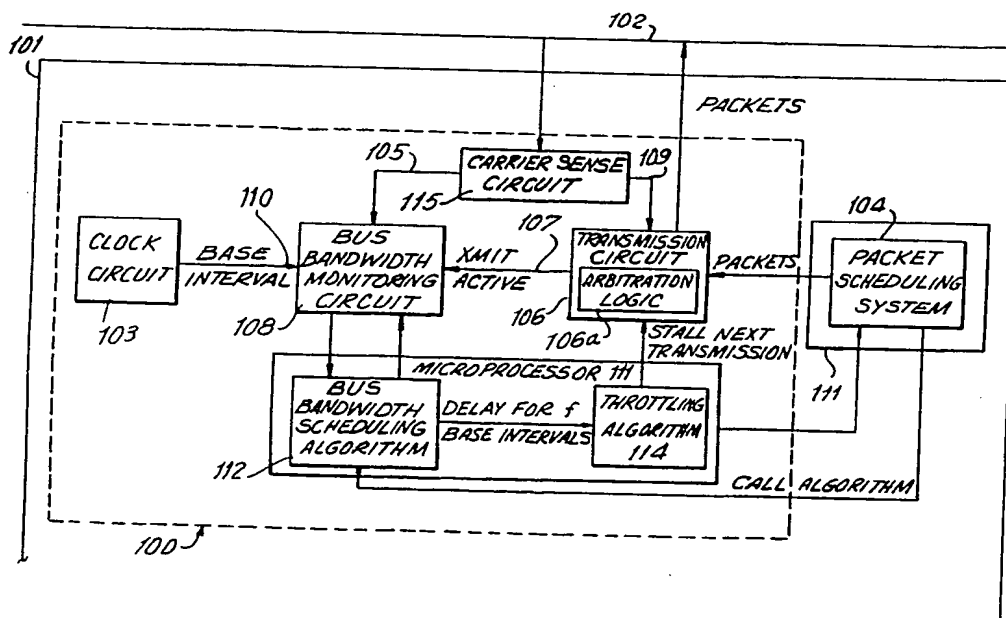 101
102
PACKETS
105
CARRIER SENSE
CIRCUIT
115
109
104
CLOCK
CIRCUIT
103
110
BASE
INTERVAL
BUS
BANDWIDTH
MONITORING
CIRCUIT
108
107
XMIT
ACTIVE
TRANSMISSION
CIRCUIT
ARBITRATION
LOGIC
106
106a
PACKETS
PACKET
SCHEDULING
SYSTEM
111
STALL NEXT
TRANSMISSION
MICROPROCESSOR 111
BUS
BANDWIDTH
SCHEDULING
ALGORITHM
112
DELAY FOR f
BASE INTERVALS
THROTTLING
ALGORITHM
114
CALL ALGORITHM
100